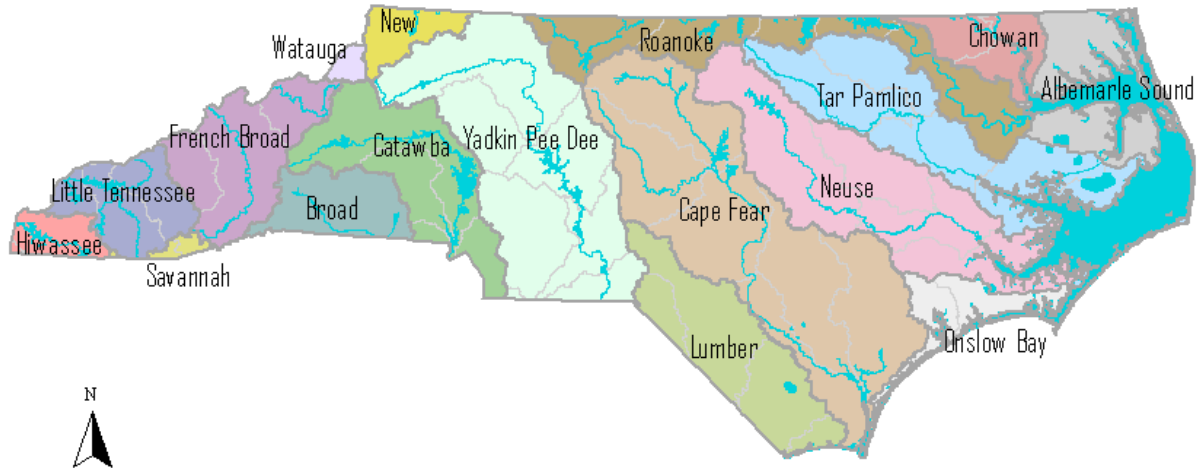 New
Watauga
Roanoke
Chowan
Albemarle Sound
Tar Pamlico
French Broad
Catawba
Yadkin Pee Dee
Little Tennessee
Broad
Neuse
Cape Fear
Hiwassee
Savannah
Lumber
Onslow Bay
N